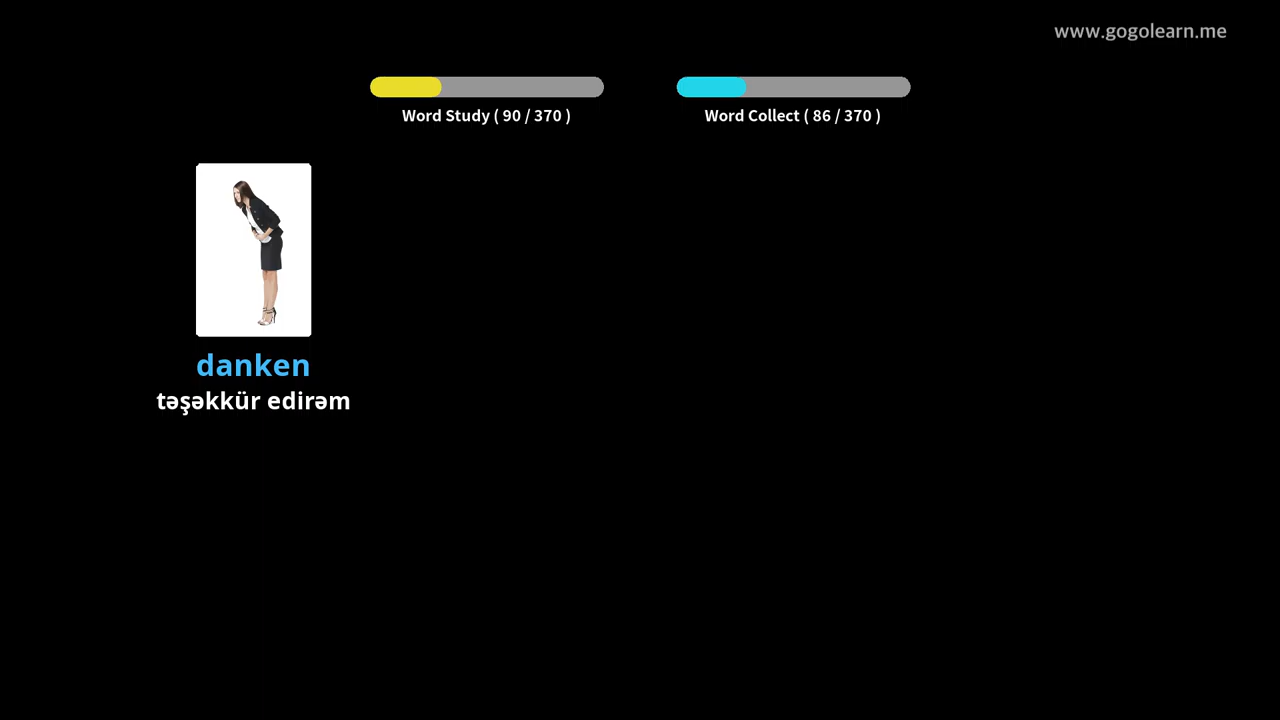 www.gogolearn.me
Word Study ( 90 / 370 )
Word Collect ( 86 / 370 )
danken
təşəkkür edirəm